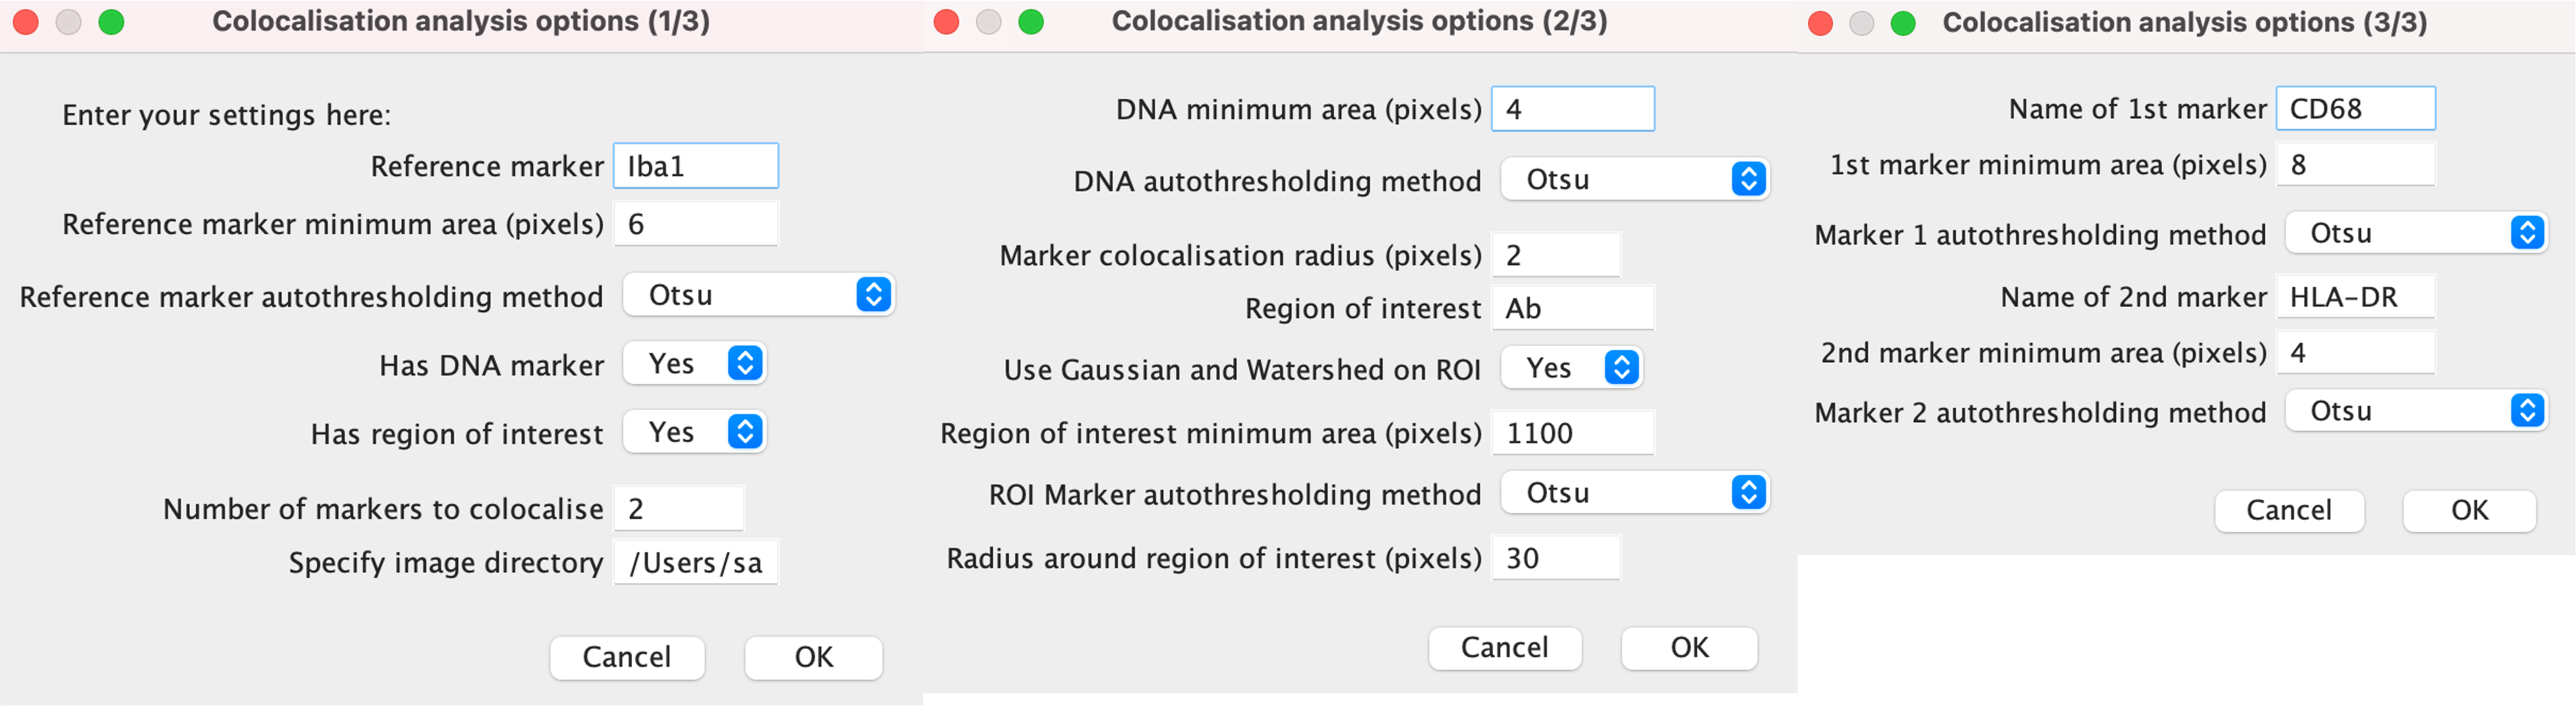 Colocalisation analysis options (1/3)
Enter your settings here:
Reference marker Iba1
Reference marker minimum area (pixels) 6
Reference marker autothresholding method Otsu
Has DNA marker Yes
Has region of interest Yes
Number of markers to colocalise 2
Specify image directory /Users/sa
Cancel OK
Colocalisation analysis options (2/3)
DNA minimum area (pixels) 4
DNA autothresholding method Otsu
Marker colocalisation radius (pixels) 2
Region of interest Ab
Use Gaussian and Watershed on ROI Yes
Region of interest minimum area (pixels) 1100
ROI Marker autothresholding method Otsu
Radius around region of interest (pixels) 30
Cancel OK
Colocalisation analysis options (3/3)
Name of 1st marker CD68
1st marker minimum area (pixels) 8
Marker 1 autothresholding method Otsu
Name of 2nd marker HLA-DR
2nd marker minimum area (pixels) 4
Marker 2 autothresholding method Otsu
Cancel OK